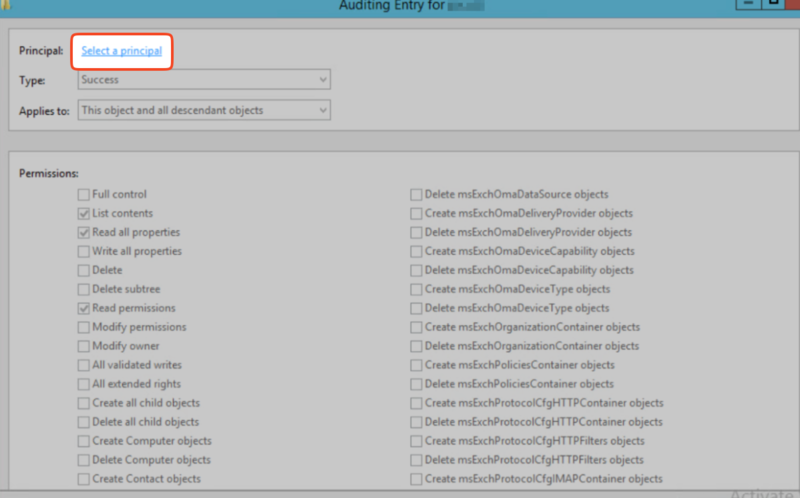 Auditing Entry for
Principal: Select a principal
Type: Success
Applies to: This object and all descendant objects
Permissions:
Full control
List contents
Read all properties
Write all properties
Delete
Delete subtree
Read permissions
Modify permissions
Modify owner
All validated writes
All extended rights
Create all child objects
Delete all child objects
Create Computer objects
Delete Computer objects
Create Contact objects
Delete msExchOmaDataSource objects
Create msExchOmaDeliveryProvider objects
Delete msExchOmaDeliveryProvider objects
Create msExchOmaDeviceCapability objects
Delete msExchOmaDeviceCapability objects
Create msExchOmaDeviceType objects
Delete msExchOmaDeviceType objects
Create msExchOrganizationContainer objects
Delete msExchOrganizationContainer objects
Create msExchPoliciesContainer objects
Delete msExchPoliciesContainer objects
Create msExchProtocolCfgHTTPContainer objects
Delete msExchProtocolCfgHTTPContainer objects
Create msExchProtocolCfgHTTPFilters objects
Delete msExchProtocolCfgHTTPFilters objects
Create msExchProtocolCfgIMAPContainer objects
Activate